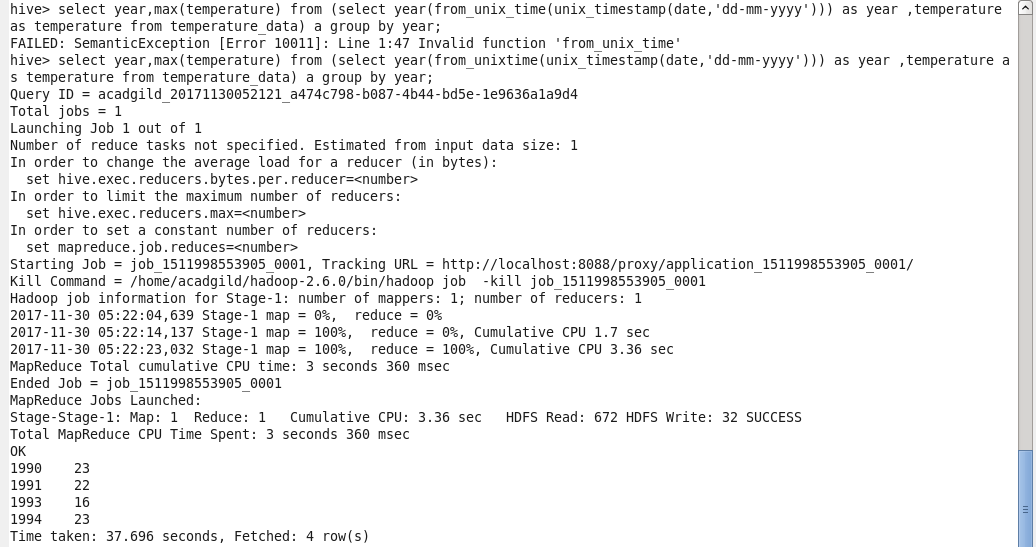 hive> select year,max(temperature) from (select year(from_unix_time(unix_timestamp(date,'dd-mm-yyyy'))) as year ,temperature
as temperature from temperature_data) a group by year;
FAILED: SemanticException [Error 10011]: Line 1:47 Invalid function 'from_unix_time'
hive> select year,max(temperature) from (select year(from_unixtime(unix_timestamp(date,'dd-mm-yyyy'))) as year ,temperature a
s temperature from temperature_data) a group by year;
Query ID = acadgild_20171130052121_a474c798-b087-4b44-bd5e-1e9636a1a9d4
Total jobs = 1
Launching Job 1 out of 1
Number of reduce tasks not specified. Estimated from input data size: 1
In order to change the average load for a reducer (in bytes):
  set hive.exec.reducers.bytes.per.reducer=<number>
In order to limit the maximum number of reducers:
  set hive.exec.reducers.max=<number>
In order to set a constant number of reducers:
  set mapreduce.job.reduces=<number>
Starting Job = job_1511998553905_0001, Tracking URL = http://localhost:8088/proxy/application_1511998553905_0001/
Kill Command = /home/acadgild/hadoop-2.6.0/bin/hadoop job  -kill job_1511998553905_0001
Hadoop job information for Stage-1: number of mappers: 1; number of reducers: 1
2017-11-30 05:22:04,639 Stage-1 map = 0%,  reduce = 0%
2017-11-30 05:22:14,137 Stage-1 map = 100%,  reduce = 0%, Cumulative CPU 1.7 sec
2017-11-30 05:22:23,032 Stage-1 map = 100%,  reduce = 100%, Cumulative CPU 3.36 sec
MapReduce Total cumulative CPU time: 3 seconds 360 msec
Ended Job = job_1511998553905_0001
MapReduce Jobs Launched:
Stage-Stage-1: Map: 1  Reduce: 1   Cumulative CPU: 3.36 sec   HDFS Read: 672 HDFS Write: 32 SUCCESS
Total MapReduce CPU Time Spent: 3 seconds 360 msec
OK
1990    23
1991    22
1993    16
1994    23
Time taken: 37.696 seconds, Fetched: 4 row(s)